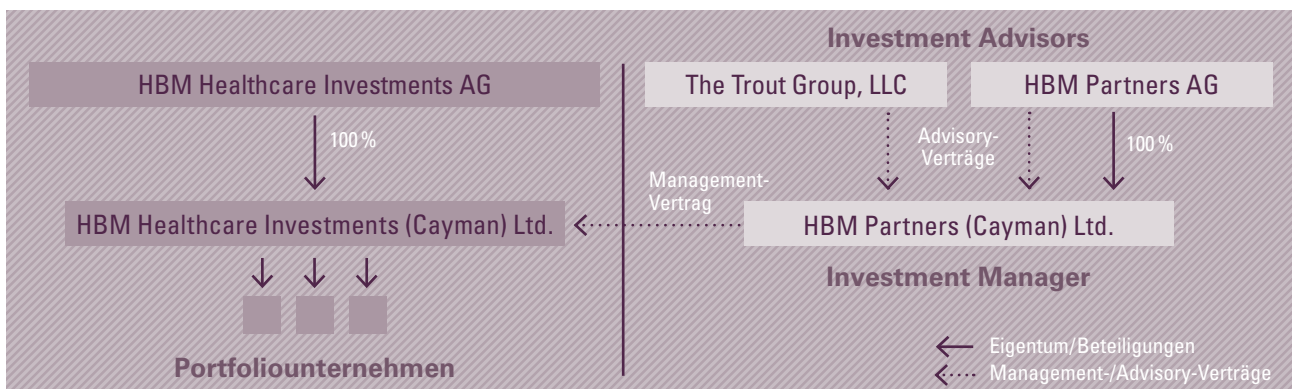 Investment Advisors
HBM Healthcare Investments AG
The Trout Group, LLC
HBM Partners AG
100 %
Advisory-
Verträge
100 %
Management-
Vertrag
HBM Healthcare Investments (Cayman) Ltd.
HBM Partners (Cayman) Ltd.
Investment Manager
Portfoliounternehmen
Eigentum/Beteiligungen
Management-/Advisory-Verträge